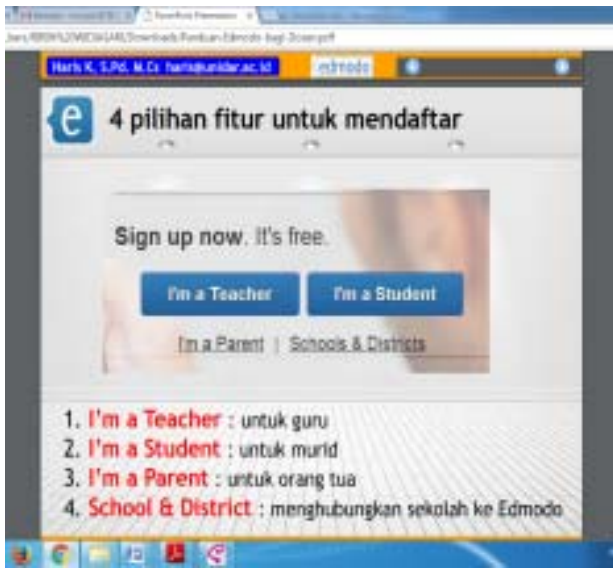 Haris K, S.Pd, M.Cs haris@unidar.ac.id edmodo
e 4 pilihan fitur untuk mendaftar
Sign up now. It's free.
I'm a Teacher I'm a Student
I'm a Parent | Schools & Districts
1. I'm a Teacher : untuk guru
2. I'm a Student : untuk murid
3. I'm a Parent : untuk orang tua
4. School & District : menghubungkan sekolah ke Edmodo